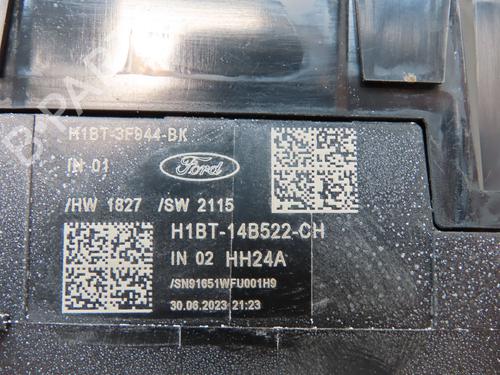 H1BT-3F944-BK
IN 01
Ford
/HW 1827 /SW 2115
H1BT-14B522-CH
IN 02 HH24A
/SN91651WFU001H9
30.06.2023 21:23